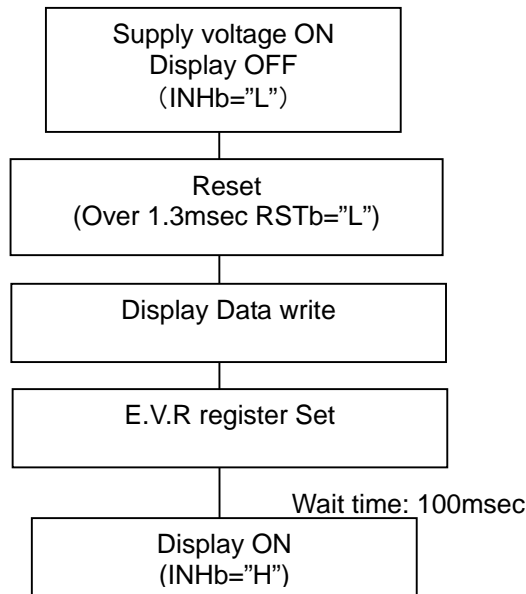 Supply voltage ON
Display OFF
（INHb=”L”）
Reset
(Over 1.3msec RSTb=”L”)
Display Data write
E.V.R register Set
Wait time: 100msec
Display ON
(INHb=”H”)